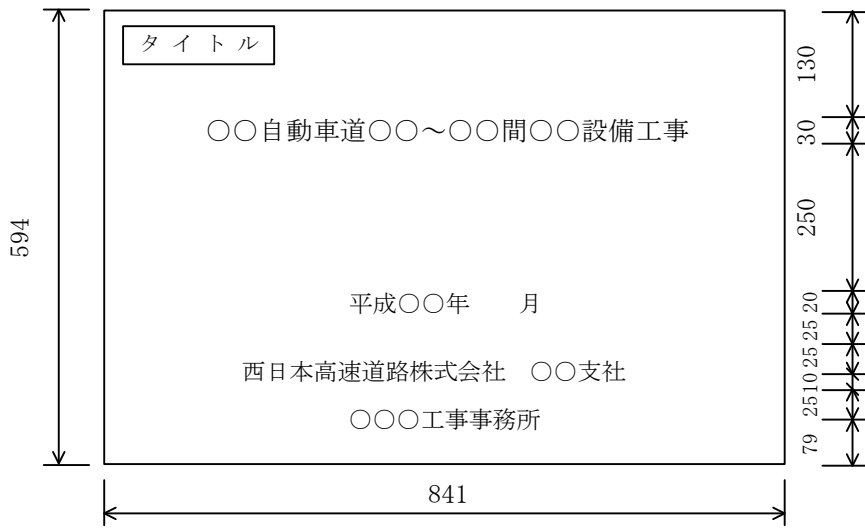 タイトル
○○自動車道○○～○○間○○設備工事
平成○○年　　月
西日本高速道路株式会社　○○支社
○○○工事事務所
594
841
130
30
250
20
25
25
10
25
79